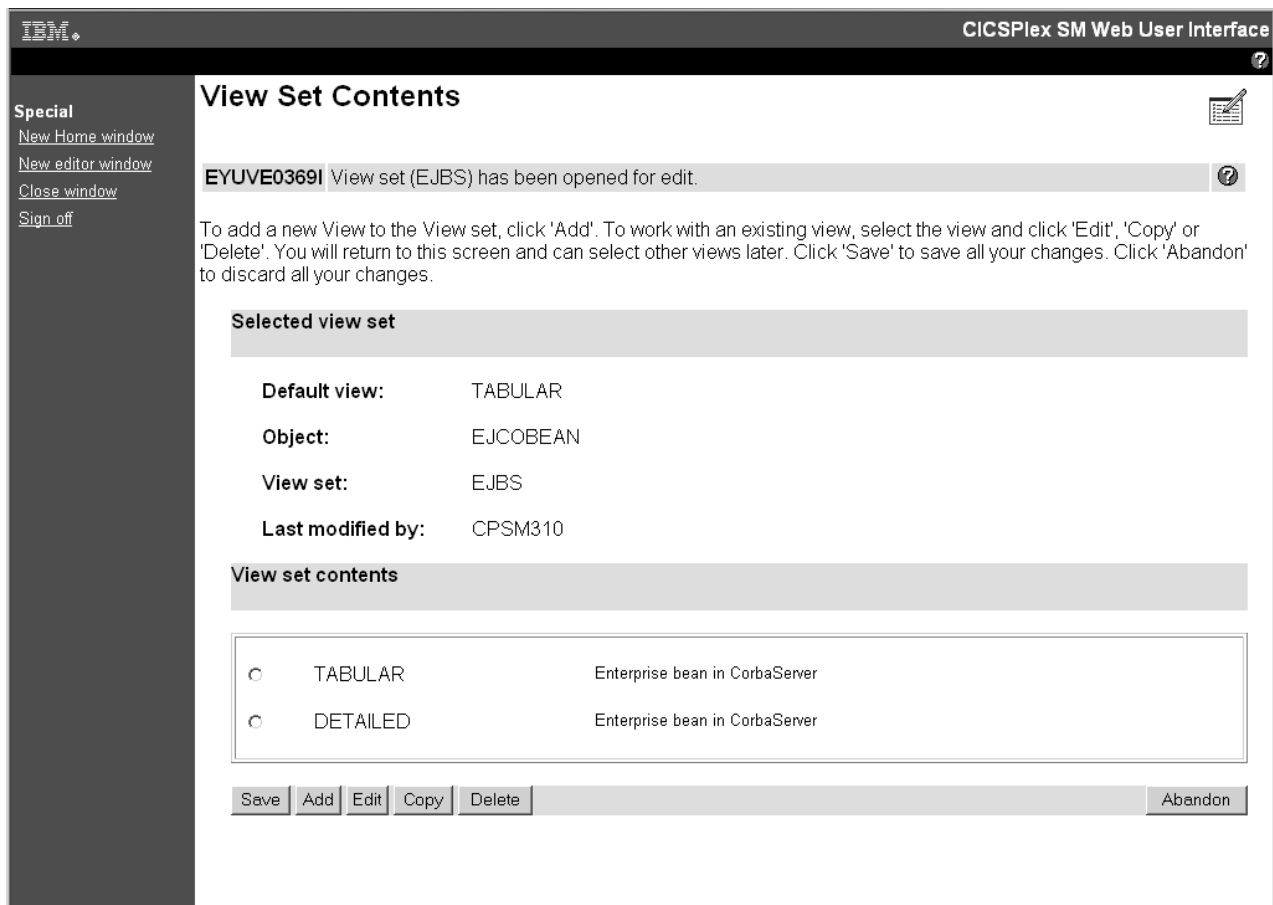 IBM.
CICSPlex SM Web User Interface
?
Special
New Home window
New editor window
Close window
Sign off
View Set Contents
EYUVE0369I View set (EJBS) has been opened for edit.
?
To add a new View to the View set, click 'Add'. To work with an existing view, select the view and click 'Edit', 'Copy' or
'Delete'. You will return to this screen and can select other views later. Click 'Save' to save all your changes. Click 'Abandon'
to discard all your changes.
Selected view set
Default view: TABULAR
Object: EJCOBEAN
View set: EJBS
Last modified by: CPSM310
View set contents
TABULAR Enterprise bean in CorbaServer
DETAILED Enterprise bean in CorbaServer
Save Add Edit Copy Delete Abandon